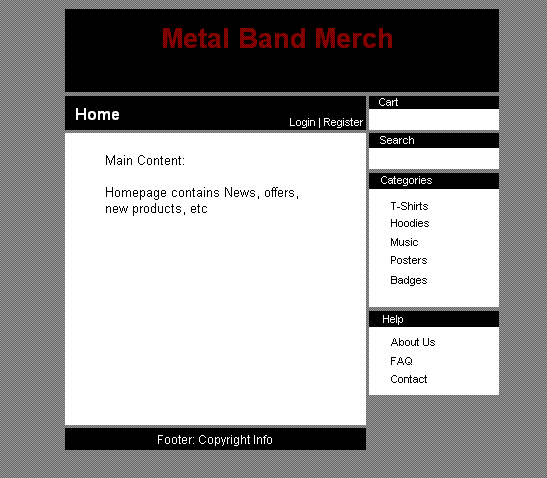 Metal Band Merch
Home
Login | Register
Main Content:
Homepage contains News, offers,
new products, etc
Footer: Copyright Info
Cart
Search
Categories
T-Shirts
Hoodies
Music
Posters
Badges
Help
About Us
FAQ
Contact